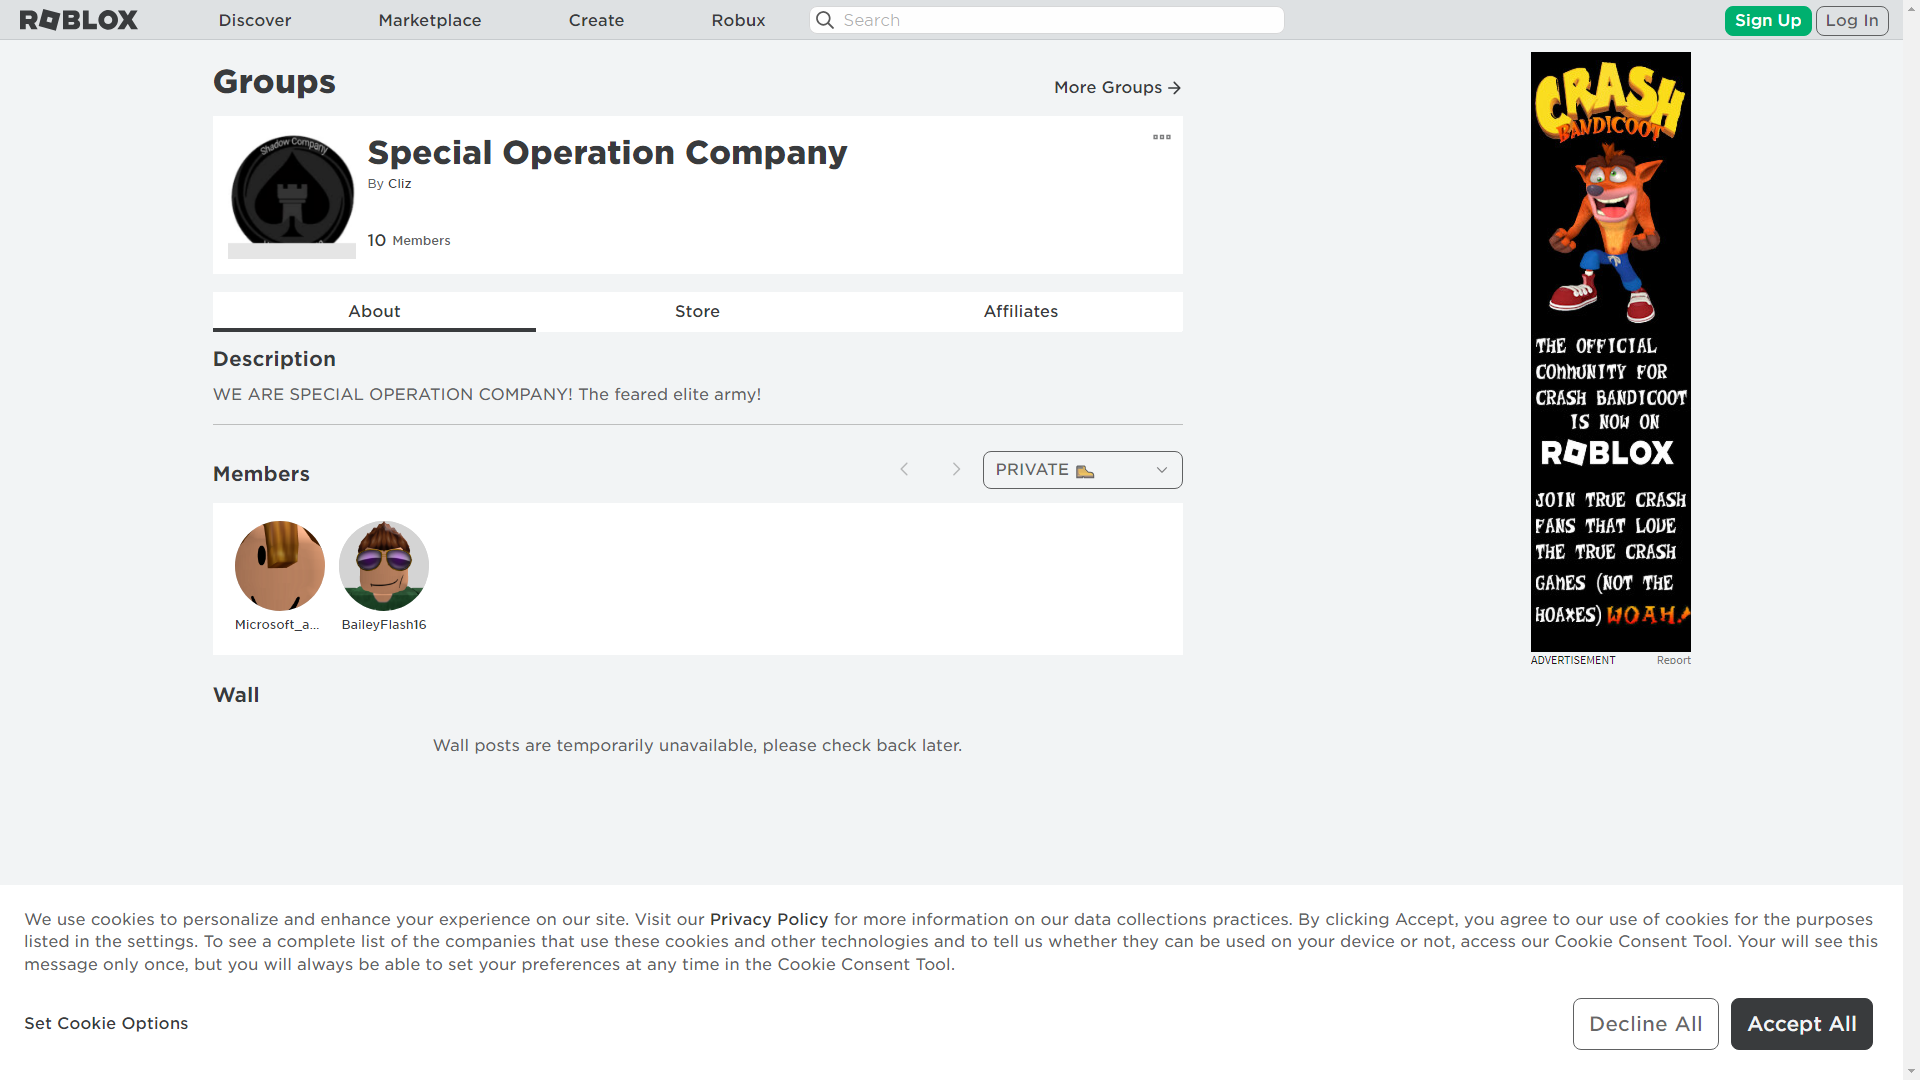 ROBLOX
Discover
Marketplace
Create
Robux
Search
Sign Up
Log In
Groups
More Groups
Shadow Company
Special Operation Company
By Cliz
10 Members
About
Store
Affiliates
Description
WE ARE SPECIAL OPERATION COMPANY! The feared elite army!
Members
PRIVATE
Microsoft_a...
BaileyFlash16
Wall
Wall posts are temporarily unavailable, please check back later.
CRASH
BANDICOOT
THE OFFICIAL
COMMUNITY FOR
CRASH BANDICOOT
IS NOW ON
ROBLOX
JOIN TRUE CRASH
FANS THAT LOVE
THE TRUE CRASH
GAMES (NOT THE
HOAXES) WOAH!
ADVERTISEMENT
Report
We use cookies to personalize and enhance your experience on our site. Visit our Privacy Policy for more information on our data collections practices. By clicking Accept, you agree to our use of cookies for the purposes
listed in the settings. To see a complete list of the companies that use these cookies and other technologies and to tell us whether they can be used on your device or not, access our Cookie Consent Tool. Your will see this
message only once, but you will always be able to set your preferences at any time in the Cookie Consent Tool.
Set Cookie Options
Decline All
Accept All